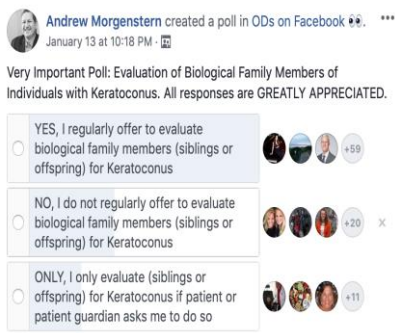 Andrew Morgenstern created a poll in ODs on Facebook 👀.
January 13 at 10:18 PM ·
Very Important Poll: Evaluation of Biological Family Members of
Individuals with Keratoconus. All responses are GREATLY APPRECIATED.
YES, I regularly offer to evaluate
biological family members (siblings or
offspring) for Keratoconus
+59
NO, I do not regularly offer to evaluate
biological family members (siblings or
offspring) for Keratoconus
+20
ONLY, I only evaluate (siblings or
offspring) for Keratoconus if patient or
patient guardian asks me to do so
+11